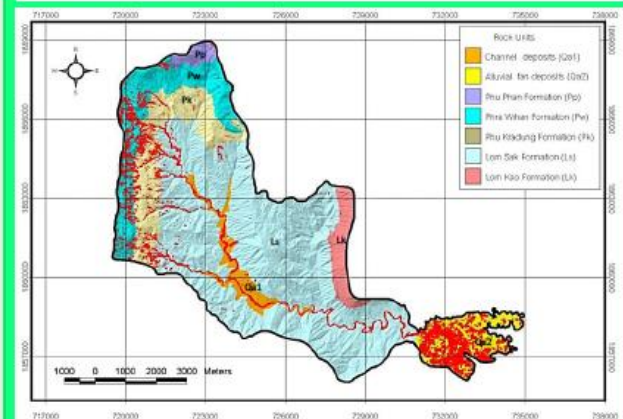 717000 720000 723000 726000 729000 732000 735000 738000
Rock Units
Channel deposits (Qa1)
Alluvial fan deposits (Qa2)
Phu Phan Formation (Pp)
Phra Wihan Formation (Pw)
Phu Kradung Formation (Pk)
Lom Sak Formation (Ls)
Lom Kao Formation (Lk)
Pp
Pw
Pk
Ls
Lk
Qa1
Qa2
1000 0 1000 2000 3000 Meters
717000 720000 723000 726000 729000 732000 735000 738000